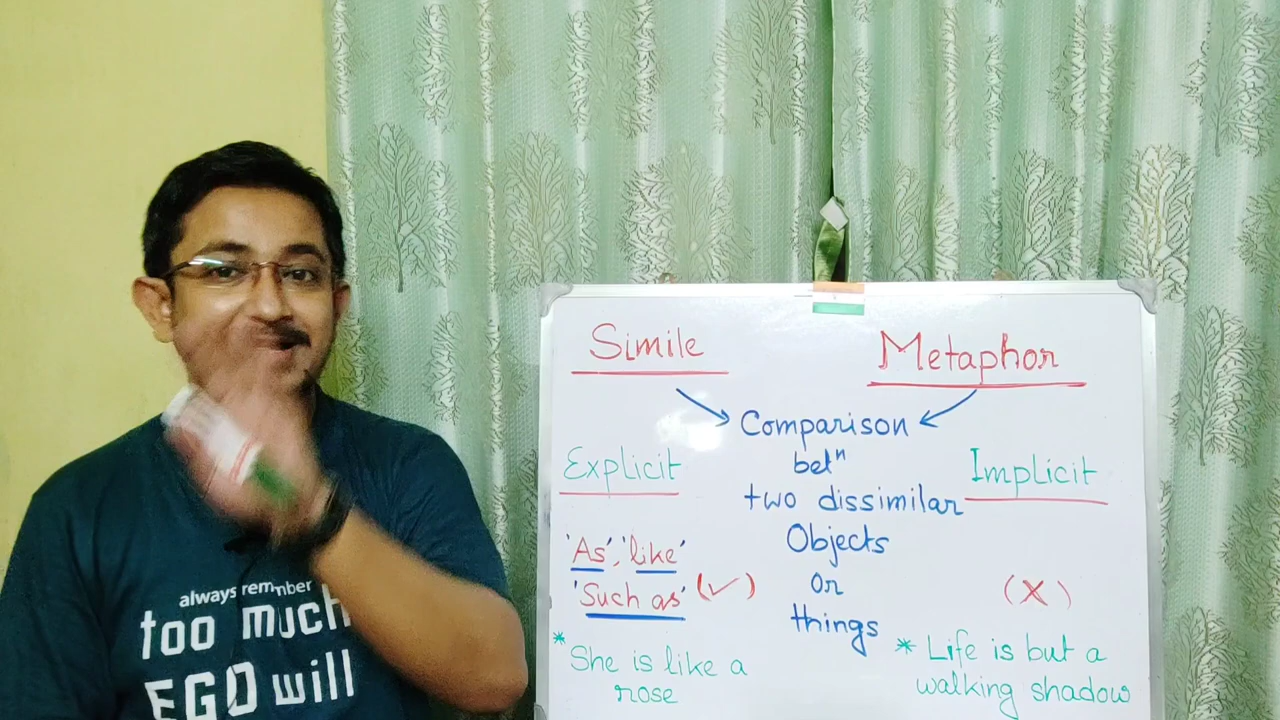 Simile
Metaphor
Comparison
betⁿ
two dissimilar
Objects
or
things
Explicit
'As', 'like'
'Such as' (✓)
* She is like a
rose
Implicit
(X)
* Life is but a
walking shadow
always remember
too much
EGO will